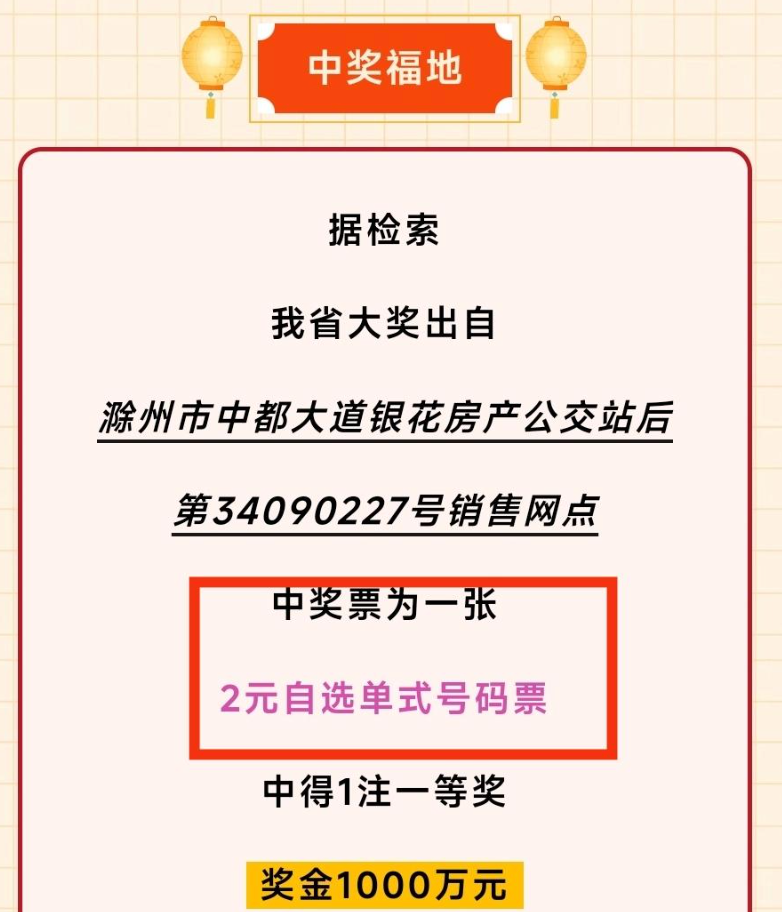 中奖福地
据检索
我省大奖出自
滁州市中都大道银花房产公交站后
第34090227号销售网点
中奖票为一张
2元自选单式号码票
中得1注一等奖
奖金1000万元